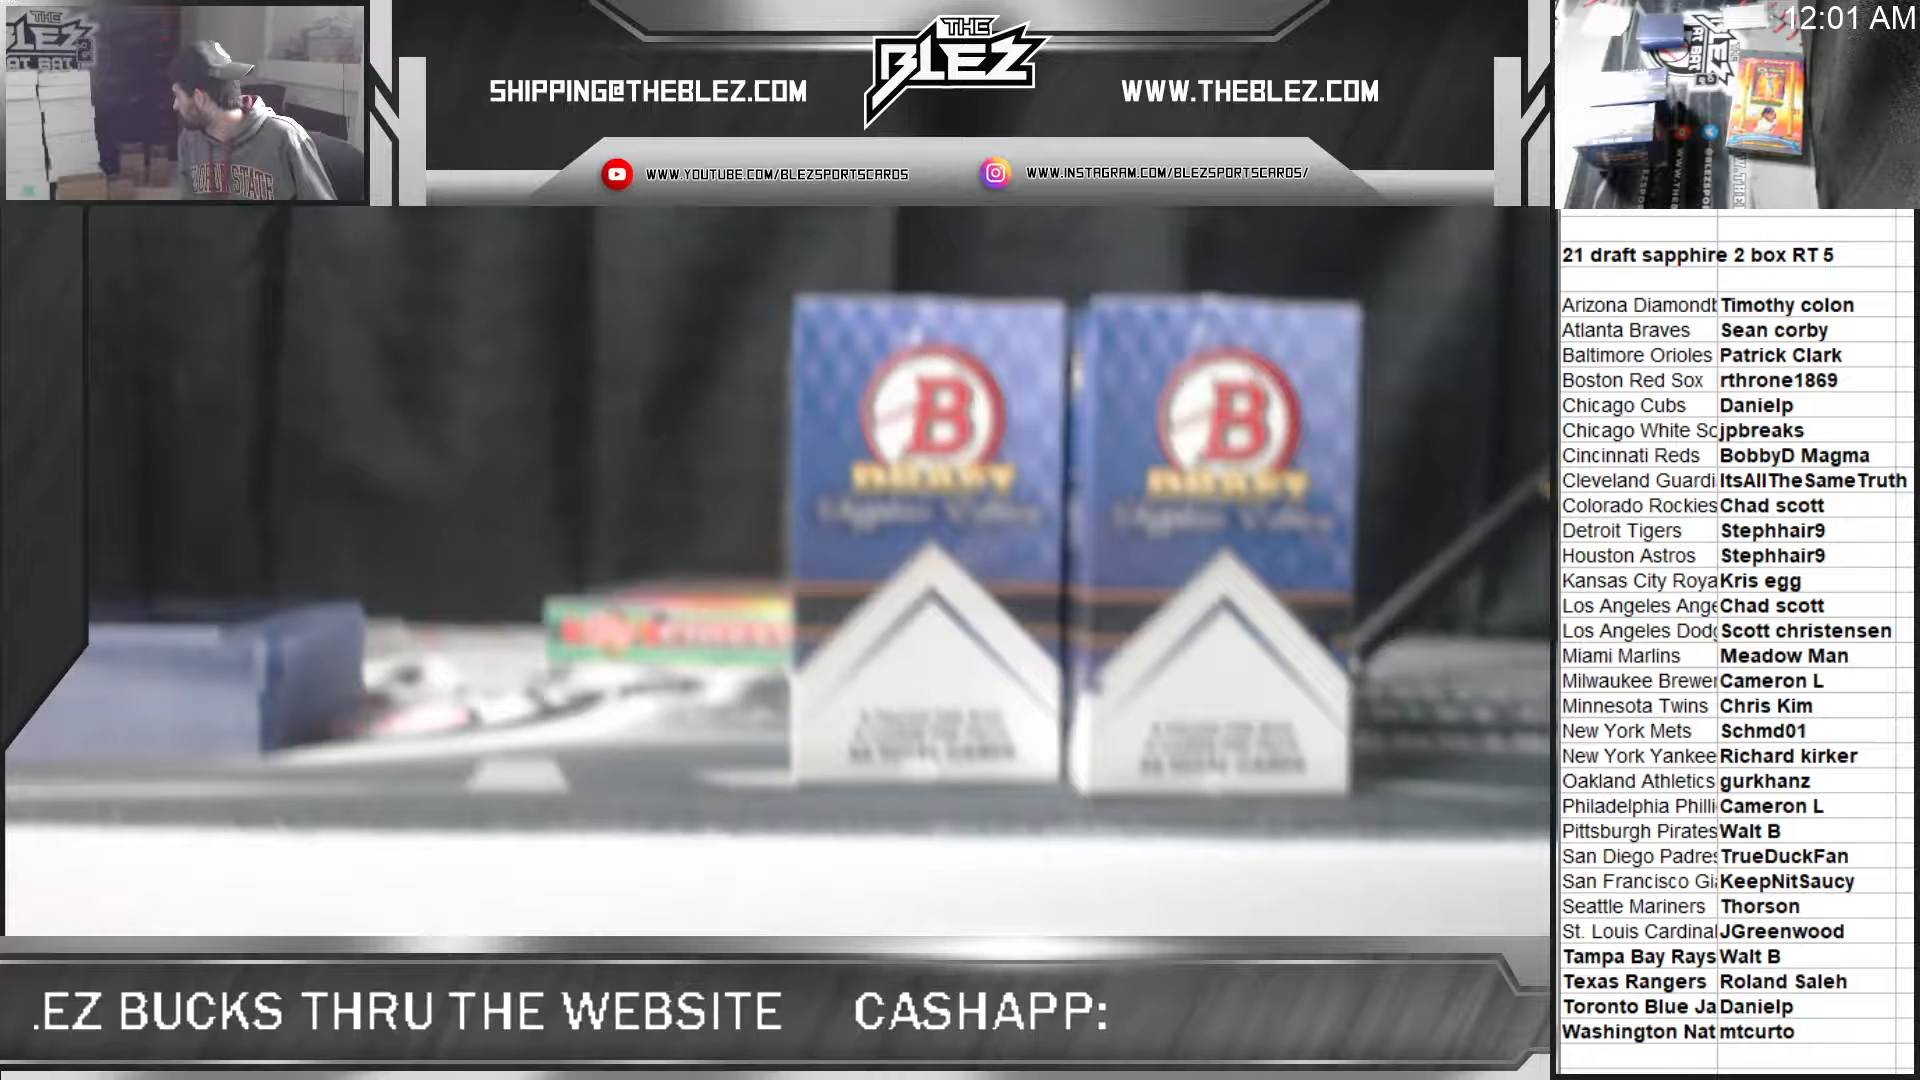 THE
BLEZ
SHIPPING@THEBLEZ.COM
WWW.THEBLEZ.COM
WWW.YOUTUBE.COM/BLEZSPORTSCARDS
WWW.INSTAGRAM.COM/BLEZSPORTSCARDS/
12:01 AM
21 draft sapphire 2 box RT 5
Arizona Diamondb Timothy colon
Atlanta Braves Sean corby
Baltimore Orioles Patrick Clark
Boston Red Sox rthrone1869
Chicago Cubs Danielp
Chicago White So jpbreaks
Cincinnati Reds BobbyD Magma
Cleveland Guardi ItsAllTheSameTruth
Colorado Rockies Chad scott
Detroit Tigers Stephhair9
Houston Astros Stephhair9
Kansas City Roya Kris egg
Los Angeles Ange Chad scott
Los Angeles Dodg Scott christensen
Miami Marlins Meadow Man
Milwaukee Brewer Cameron L
Minnesota Twins Chris Kim
New York Mets Schmd01
New York Yankee Richard kirker
Oakland Athletics gurkhanz
Philadelphia Philli Cameron L
Pittsburgh Pirates Walt B
San Diego Padres TrueDuckFan
San Francisco Gi KeepNitSaucy
Seattle Mariners Thorson
St. Louis Cardinal JGreenwood
Tampa Bay Rays Walt B
Texas Rangers Roland Saleh
Toronto Blue Ja Danielp
Washington Nat mtcurto
B
DRAFT
B
DRAFT
.EZ BUCKS THRU THE WEBSITE CASHAPP: